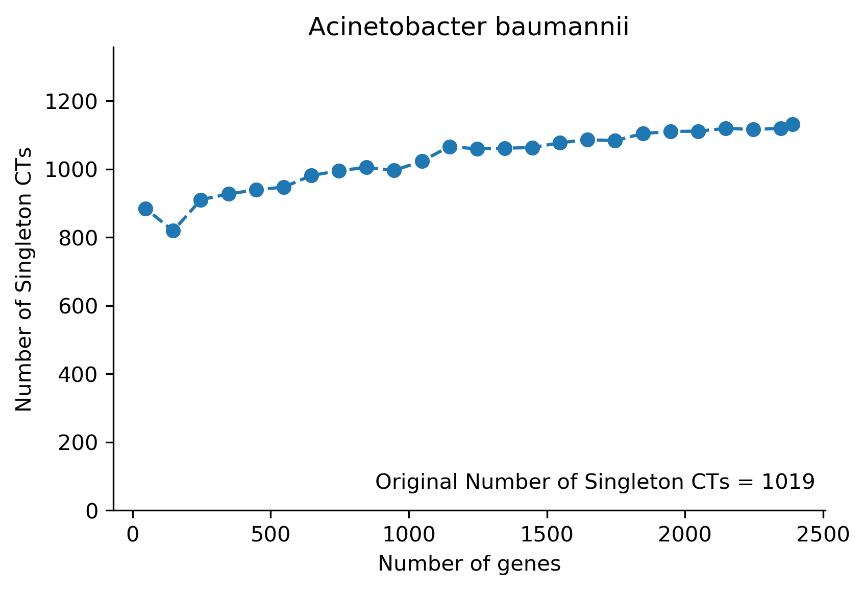 Acinetobacter baumannii
Number of Singleton CTs
1200
1000
800
600
400
200
0
Original Number of Singleton CTs = 1019
0 500 1000 1500 2000 2500
Number of genes